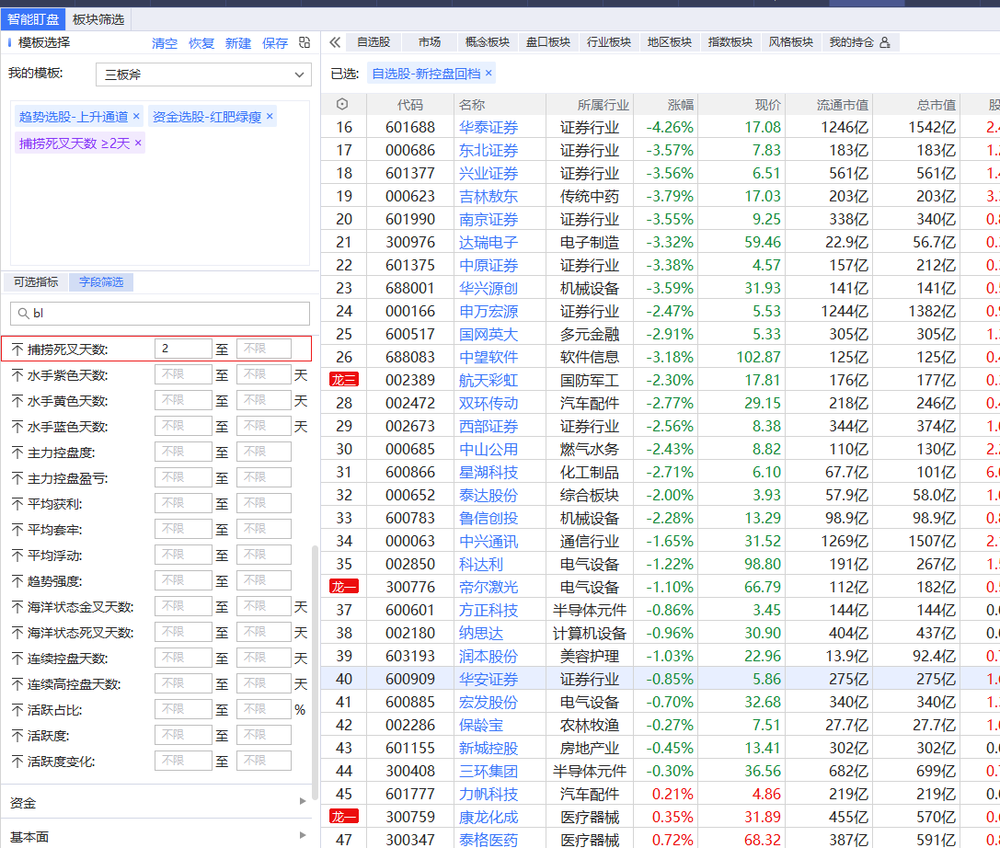 智能盯盘 板块筛选
模板选择 清空 恢复 新建 保存
我的模板: 三板斧
趋势选股-上升通道 × 资金选股-红肥绿瘦 ×
捕捞死叉天数 ≥2天 ×
可选指标 字段筛选
bl
捕捞死叉天数: 2 至 不限
水手紫色天数: 不限 至 不限 天
水手黄色天数: 不限 至 不限 天
水手蓝色天数: 不限 至 不限 天
主力控盘度: 不限 至 不限
主力控盘盈亏: 不限 至 不限
平均获利: 不限 至 不限
平均套牢: 不限 至 不限
平均浮动: 不限 至 不限
趋势强度: 不限 至 不限
海洋状态金叉天数: 不限 至 不限 天
海洋状态死叉天数: 不限 至 不限 天
连续控盘天数: 不限 至 不限 天
连续高控盘天数: 不限 至 不限 天
活跃占比: 不限 至 不限 %
活跃度: 不限 至 不限
活跃度变化: 不限 至 不限
资金
基本面
自选股 市场 概念板块 盘口板块 行业板块 地区板块 指数板块 风格板块 我的持仓
已选: 自选股-新控盘回档 ×
代码 名称 所属行业 涨幅 现价 流通市值 总市值
16 601688 华泰证券 证券行业 -4.26% 17.08 1246亿 1542亿
17 000686 东北证券 证券行业 -3.57% 7.83 183亿 183亿
18 601377 兴业证券 证券行业 -3.56% 6.51 561亿 561亿
19 000623 吉林敖东 传统中药 -3.79% 17.03 203亿 203亿
20 601990 南京证券 证券行业 -3.55% 9.25 338亿 340亿
21 300976 达瑞电子 电子制造 -3.32% 59.46 22.9亿 56.7亿
22 601375 中原证券 证券行业 -3.38% 4.57 157亿 212亿
23 688001 华兴源创 机械设备 -3.59% 31.93 141亿 141亿
24 000166 申万宏源 证券行业 -2.47% 5.53 1244亿 1382亿
25 600517 国网英大 多元金融 -2.91% 5.33 305亿 305亿
26 688083 中望软件 软件信息 -3.18% 102.87 125亿 125亿
龙三 002389 航天彩虹 国防军工 -2.30% 17.81 176亿 177亿
28 002472 双环传动 汽车配件 -2.77% 29.15 218亿 246亿
29 002673 西部证券 证券行业 -2.56% 8.38 344亿 374亿
30 000685 中山公用 燃气水务 -2.43% 8.82 110亿 130亿
31 600866 星湖科技 化工制品 -2.71% 6.10 67.7亿 101亿
32 000652 泰达股份 综合板块 -2.00% 3.93 57.9亿 58.0亿
33 600783 鲁信创投 机械设备 -2.28% 13.29 98.9亿 98.9亿
34 000063 中兴通讯 通信行业 -1.65% 31.52 1269亿 1507亿
35 002850 科达利 电气设备 -1.22% 98.80 191亿 267亿
龙一 300776 帝尔激光 电气设备 -1.10% 66.79 112亿 182亿
37 600601 方正科技 半导体元件 -0.86% 3.45 144亿 144亿
38 002180 纳思达 计算机设备 -0.96% 30.90 404亿 437亿
39 603193 润本股份 美容护理 -1.03% 22.96 13.9亿 92.4亿
40 600909 华安证券 证券行业 -0.85% 5.86 275亿 275亿
41 600885 宏发股份 电气设备 -0.70% 32.68 340亿 340亿
42 002286 保龄宝 农林牧渔 -0.27% 7.51 27.7亿 27.7亿
43 601155 新城控股 房地产业 -0.45% 13.41 302亿 302亿
44 300408 三环集团 半导体元件 -0.30% 36.56 682亿 699亿
45 601777 力帆科技 汽车配件 0.21% 4.86 219亿 219亿
龙一 300759 康龙化成 医疗器械 0.35% 31.89 455亿 570亿
47 300347 泰格医药 医疗器械 0.72% 68.32 387亿 591亿